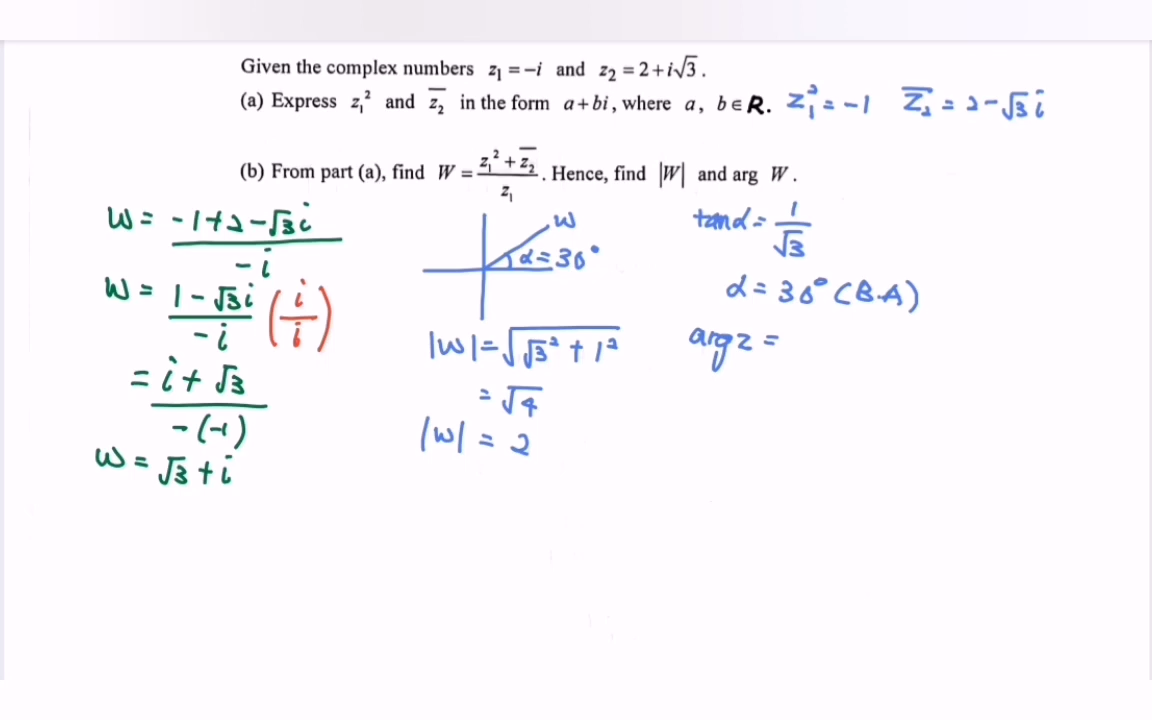 Given the complex numbers z₁ = −i and z₂ = 2 + i√3 .
(a) Express z₁² and z̅₂ in the form a + bi, where a, b ∈ R. z₁² = −1 z̅₂ = 2 − √3 i
(b) From part (a), find W = (z₁² + z̅₂)/z₁ . Hence, find |W| and arg W .
W = (−1 + 2 − √3 i)/(−i)
W = (1 − √3 i)/(−i) (i/i)
= (i + √3)/(−(−1))
W = √3 + i
W
α = 30°
|W| = √(√3² + 1²)
= √4
|W| = 2
tan α = 1/√3
α = 30° (B.A)
arg z =